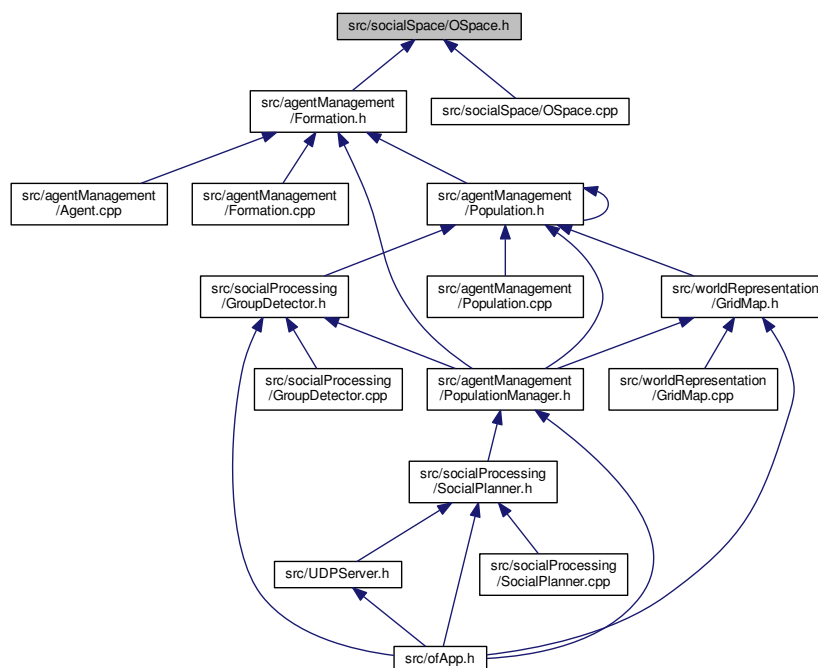 src/socialSpace/OSpace.h
src/agentManagement
/Formation.h
src/socialSpace/OSpace.cpp
src/agentManagement
/Agent.cpp
src/agentManagement
/Formation.cpp
src/agentManagement
/Population.h
src/socialProcessing
/GroupDetector.h
src/agentManagement
/Population.cpp
src/worldRepresentation
/GridMap.h
src/socialProcessing
/GroupDetector.cpp
src/agentManagement
/PopulationManager.h
src/worldRepresentation
/GridMap.cpp
src/socialProcessing
/SocialPlanner.h
src/UDPServer.h
src/socialProcessing
/SocialPlanner.cpp
src/ofApp.h